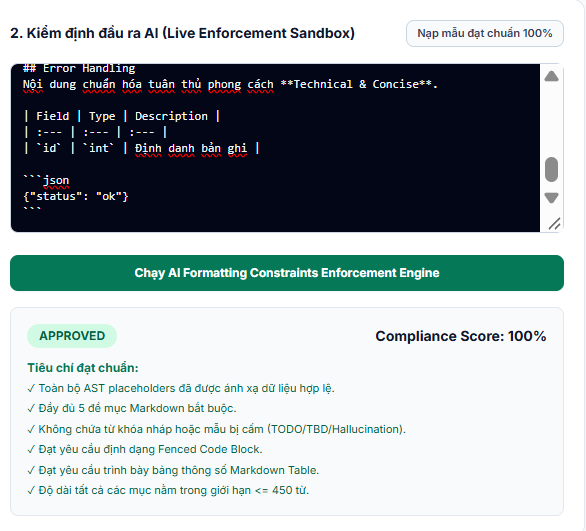 2. Kiểm định đầu ra AI (Live Enforcement Sandbox)
Nạp mẫu đạt chuẩn 100%
## Error Handling
Nội dung chuẩn hóa tuân thủ phong cách **Technical & Concise**.
| Field | Type | Description |
| :--- | :--- | :--- |
| `id` | `int` | Định danh bản ghi |
```json
{"status": "ok"}
```
Chạy AI Formatting Constraints Enforcement Engine
APPROVED
Compliance Score: 100%
Tiêu chí đạt chuẩn:
✓ Toàn bộ AST placeholders đã được ánh xạ dữ liệu hợp lệ.
✓ Đầy đủ 5 đề mục Markdown bắt buộc.
✓ Không chứa từ khóa nháp hoặc mẫu bị cấm (TODO/TBD/Hallucination).
✓ Đạt yêu cầu định dạng Fenced Code Block.
✓ Đạt yêu cầu trình bày bảng thông số Markdown Table.
✓ Độ dài tất cả các mục nằm trong giới hạn <= 450 từ.